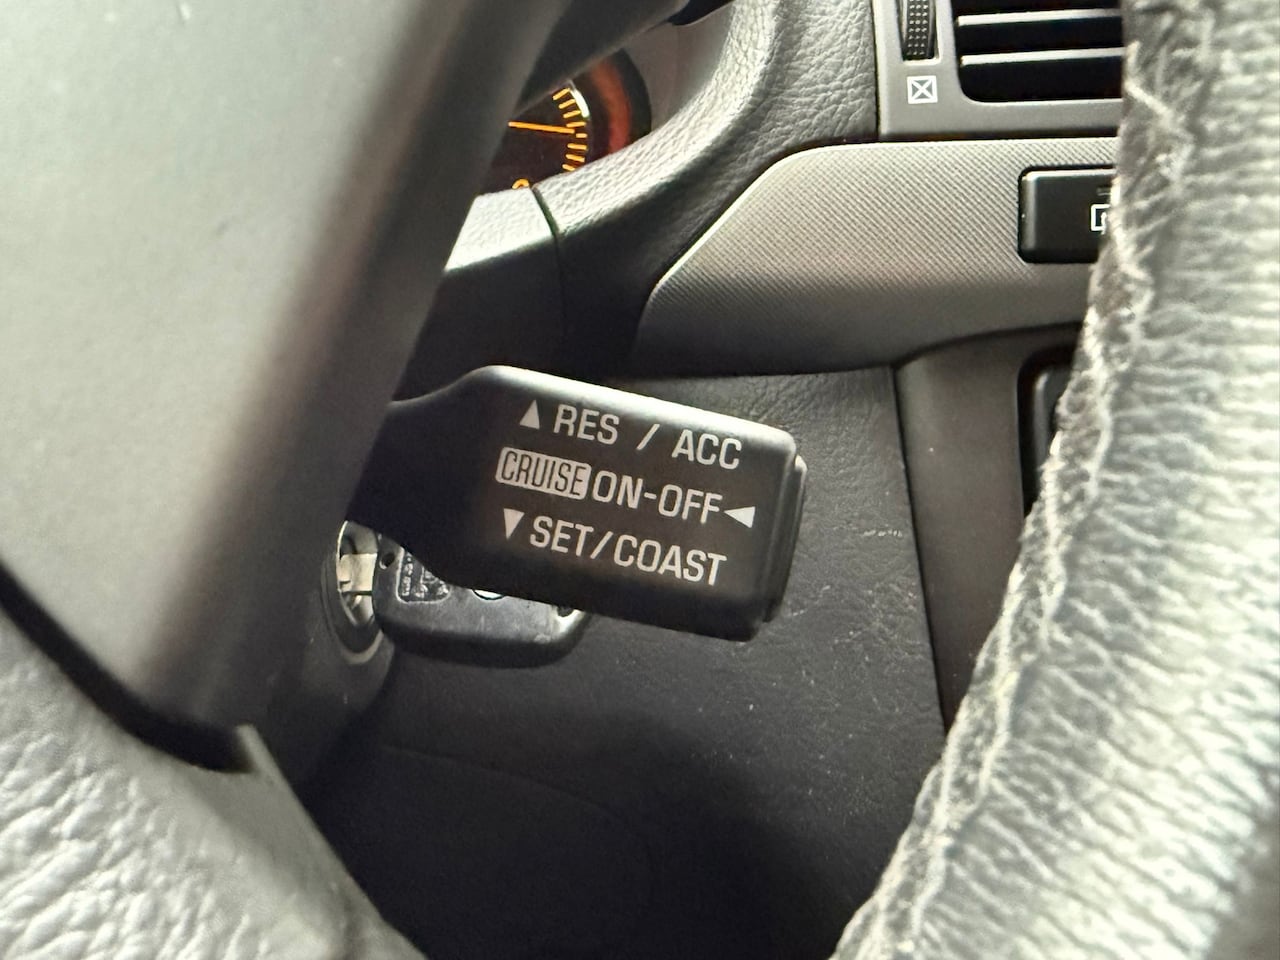 ▲ RES / ACC
CRUISE ON-OFF ◄
▼ SET/COAST